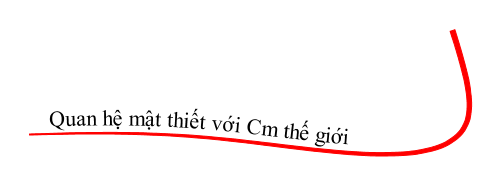 Quan hệ mật thiết với Cm thế giới